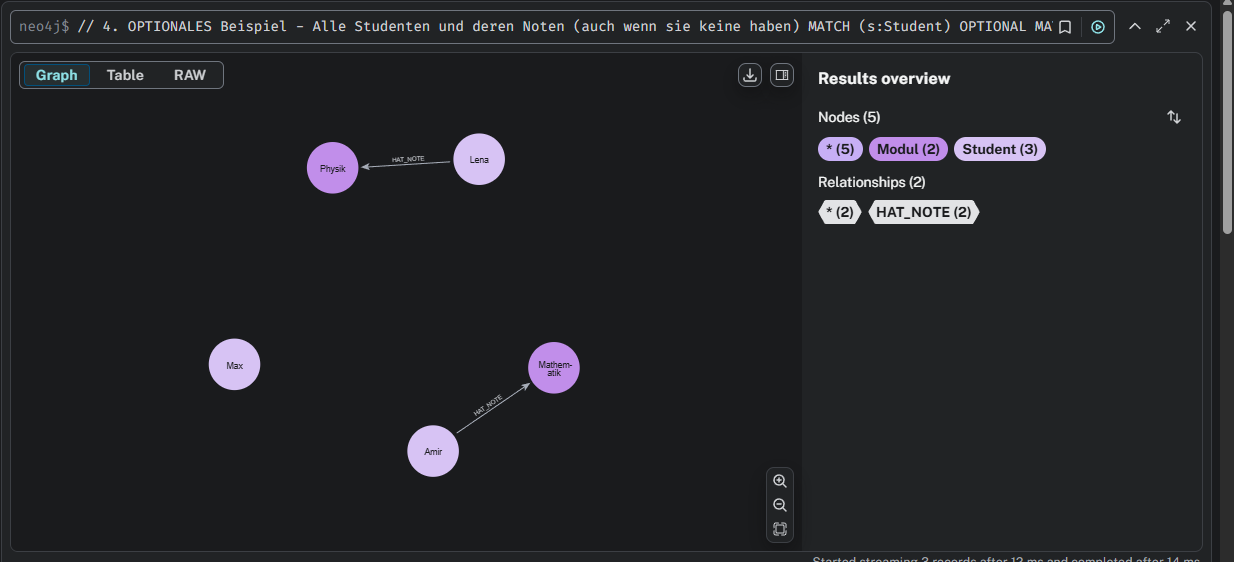 neo4j$ // 4. OPTIONALES Beispiel – Alle Studenten und deren Noten (auch wenn sie keine haben) MATCH (s:Student) OPTIONAL MA
Graph Table RAW
Results overview
Nodes (5)
* (5) Modul (2) Student (3)
Relationships (2)
* (2) HAT_NOTE (2)
Physik
HAT_NOTE
Lena
Max
Mathem-
atik
HAT_NOTE
Amir
Started streaming 3 records after 12 ms and completed after 14 ms